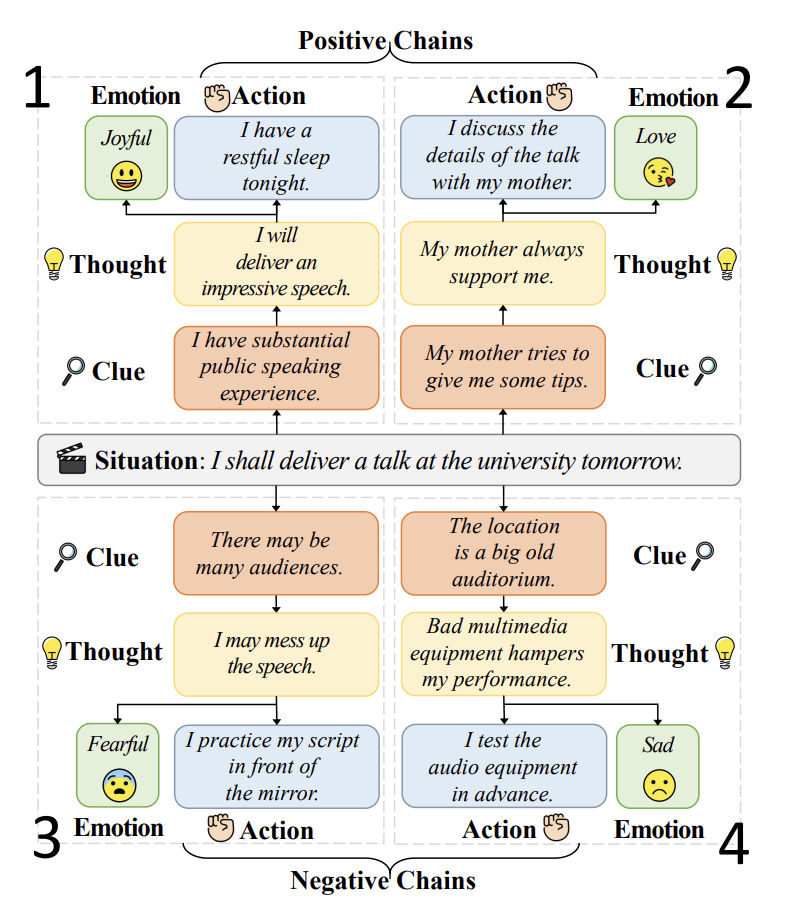 Positive Chains
1
2
Emotion
Action
Action
Emotion
Joyful
I have a
restful sleep
tonight.
I discuss the
details of the talk
with my mother.
Love
Thought
I will
deliver an
impressive speech.
My mother always
support me.
Thought
Clue
I have substantial
public speaking
experience.
My mother tries to
give me some tips.
Clue
Situation: I shall deliver a talk at the university tomorrow.
Clue
There may be
many audiences.
The location
is a big old
auditorium.
Clue
Thought
I may mess up
the speech.
Bad multimedia
equipment hampers
my performance.
Thought
Fearful
I practice my script
in front of
the mirror.
I test the
audio equipment
in advance.
Sad
3
Emotion
Action
Action
Emotion
4
Negative Chains